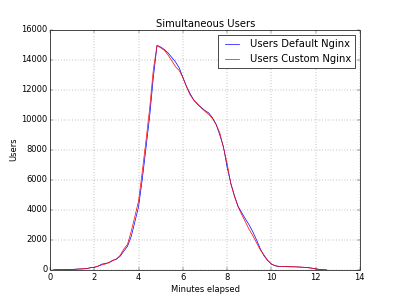 Simultaneous Users
Users Default Nginx
Users Custom Nginx
16000
14000
12000
10000
8000
6000
4000
2000
0
Users
0 2 4 6 8 10 12 14
Minutes elapsed